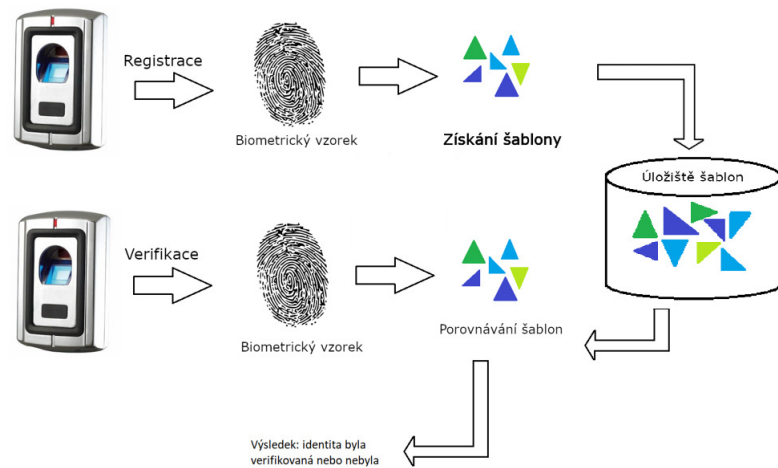 Registrace
Biometrický vzorek
Získání šablony
Úložiště šablon
Verifikace
Biometrický vzorek
Porovnávání šablon
Výsledek: identita byla
verifikovaná nebo nebyla